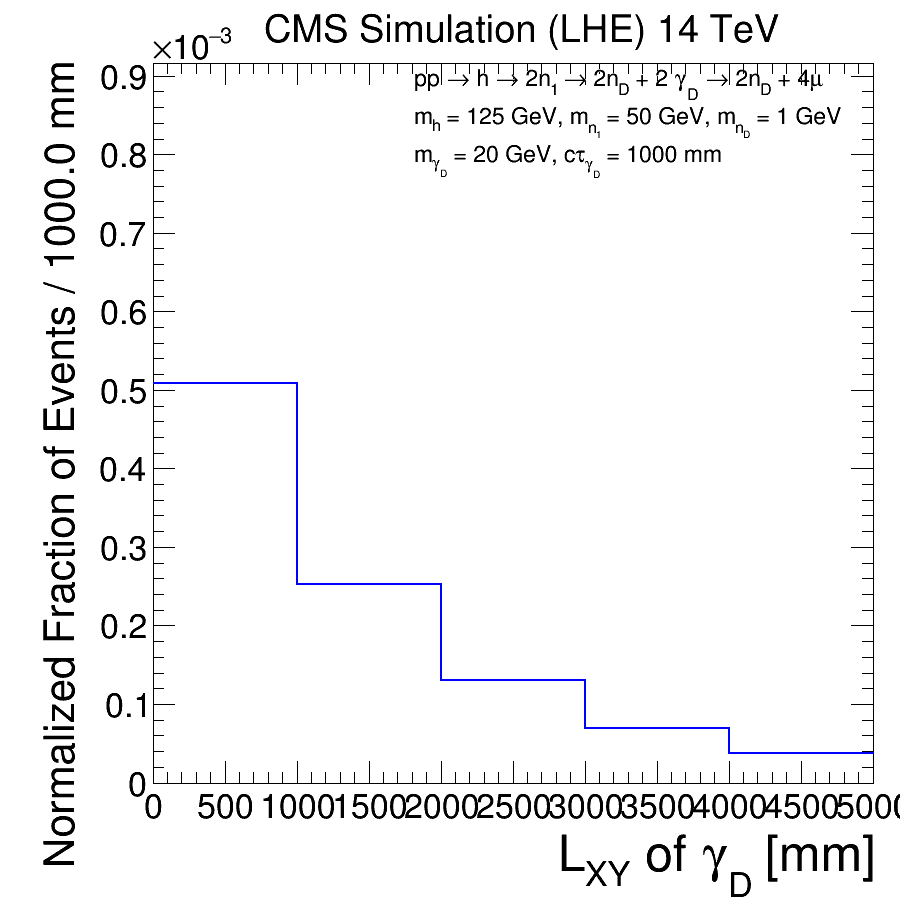 CMS Simulation (LHE) 14 TeV
×10⁻³
pp → h → 2n₁ → 2n_D + 2 γ_D → 2n_D + 4μ
m_h = 125 GeV, m_n₁ = 50 GeV, m_n_D = 1 GeV
m_γ_D = 20 GeV, cτ_γ_D = 1000 mm
Normalized Fraction of Events / 1000.0 mm
0.9
0.8
0.7
0.6
0.5
0.4
0.3
0.2
0.1
0
0 500 1000 1500 2000 2500 3000 3500 4000 4500 5000
L_XY of γ_D [mm]